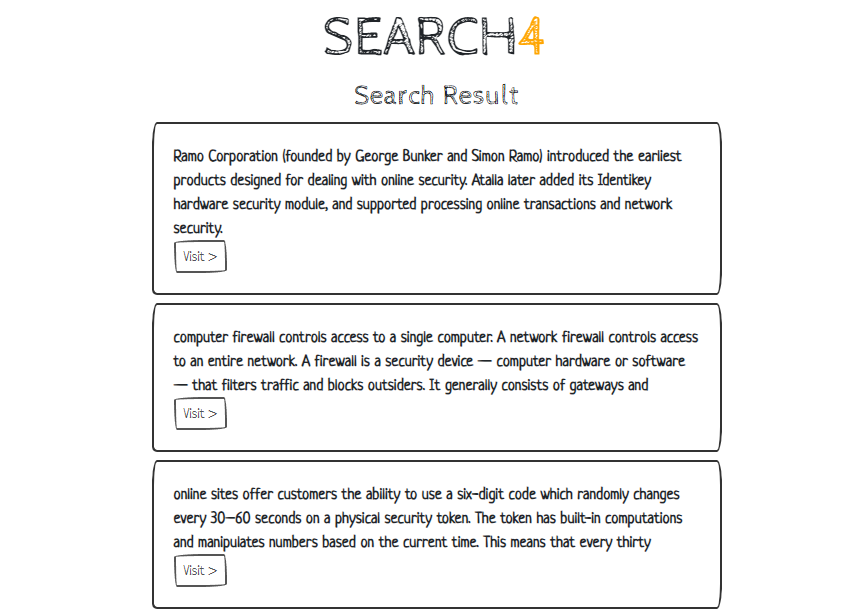 SEARCH4
Search Result
Ramo Corporation (founded by George Bunker and Simon Ramo) introduced the earliest
products designed for dealing with online security. Atalla later added its Identikey
hardware security module, and supported processing online transactions and network
security.
Visit >
computer firewall controls access to a single computer. A network firewall controls access
to an entire network. A firewall is a security device — computer hardware or software
— that filters traffic and blocks outsiders. It generally consists of gateways and
Visit >
online sites offer customers the ability to use a six-digit code which randomly changes
every 30–60 seconds on a physical security token. The token has built-in computations
and manipulates numbers based on the current time. This means that every thirty
Visit >